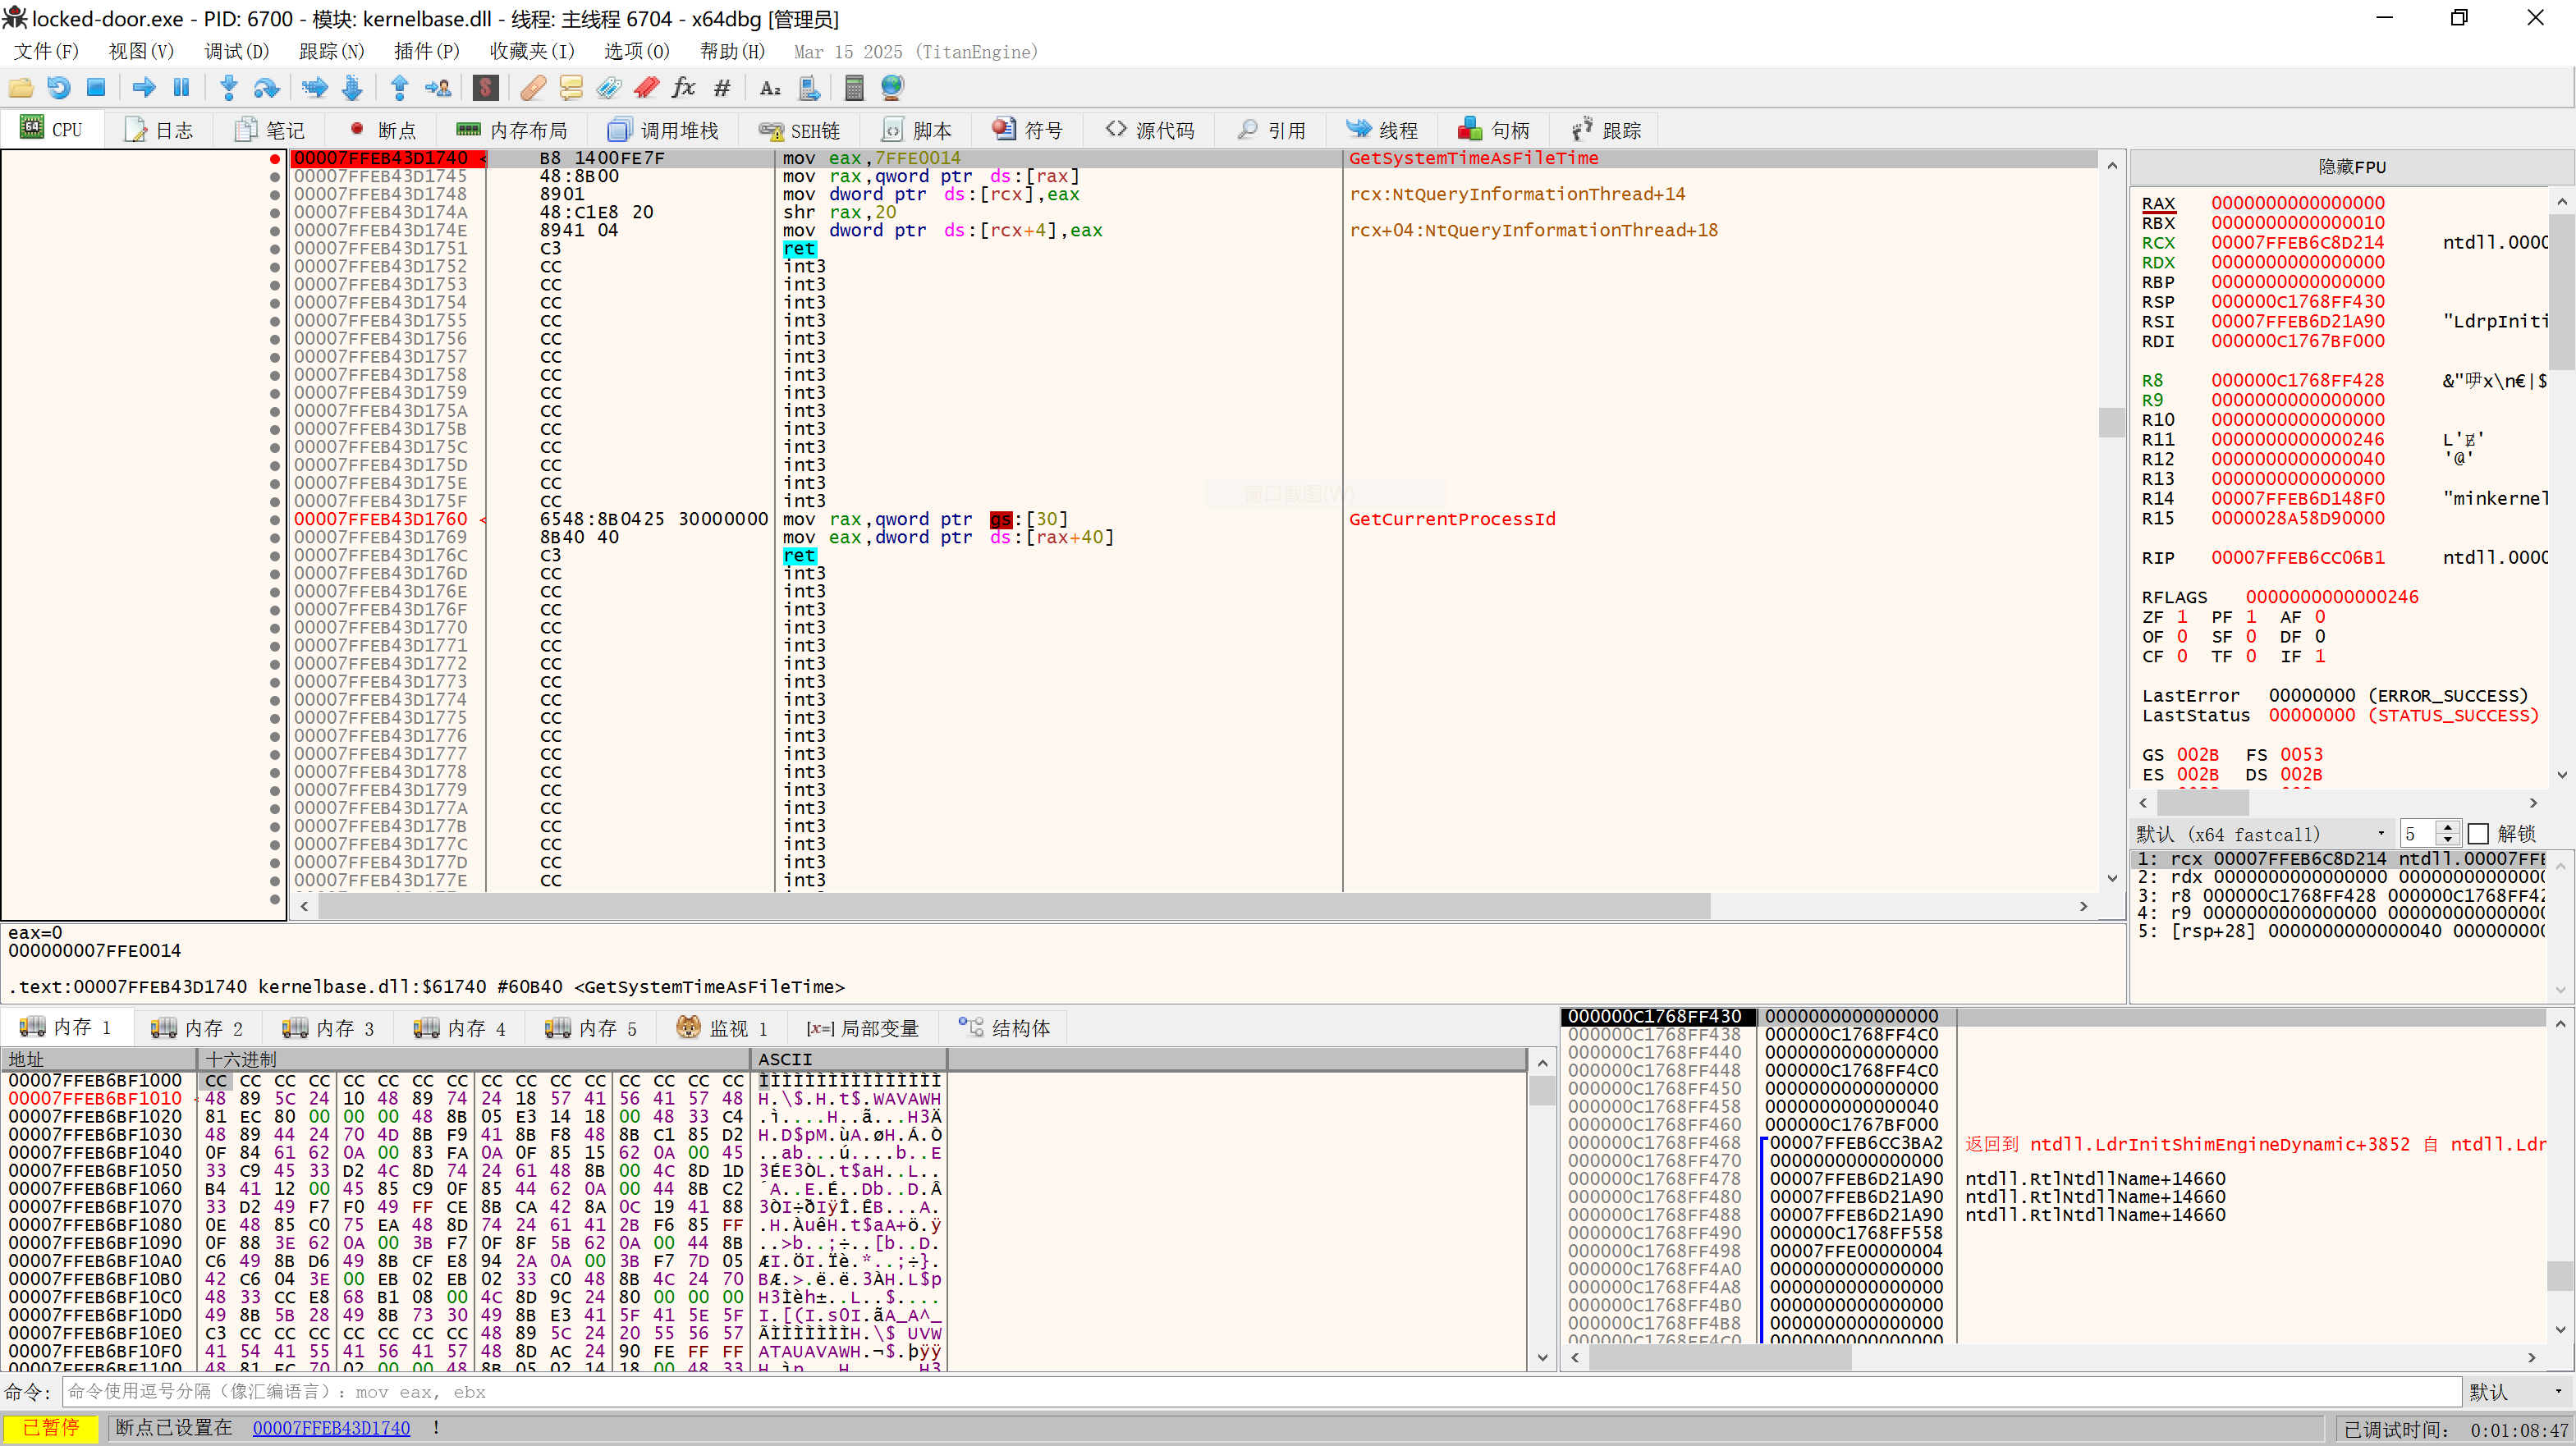 locked-door.exe - PID: 6700 - 模块: kernelbase.dll - 线程: 主线程 6704 - x64dbg [管理员]
文件(F) 视图(V) 调试(D) 跟踪(N) 插件(P) 收藏夹(I) 选项(O) 帮助(H) Mar 15 2025 (TitanEngine)
CPU 日志 笔记 断点 内存布局 调用堆栈 SEH链 脚本 符号 源代码 引用 线程 句柄 跟踪
00007FFEB43D1740 < B8 1400FE7F mov eax,7FFE0014 GetSystemTimeAsFileTime
00007FFEB43D1745 48:8B00 mov rax,qword ptr ds:[rax]
00007FFEB43D1748 8901 mov dword ptr ds:[rcx],eax rcx:NtQueryInformationThread+14
00007FFEB43D174A 48:C1E8 20 shr rax,20
00007FFEB43D174E 8941 04 mov dword ptr ds:[rcx+4],eax rcx+04:NtQueryInformationThread+18
00007FFEB43D1751 C3 ret
00007FFEB43D1752 CC int3
00007FFEB43D1753 CC int3
00007FFEB43D1754 CC int3
00007FFEB43D1755 CC int3
00007FFEB43D1756 CC int3
00007FFEB43D1757 CC int3
00007FFEB43D1758 CC int3
00007FFEB43D1759 CC int3
00007FFEB43D175A CC int3
00007FFEB43D175B CC int3
00007FFEB43D175C CC int3
00007FFEB43D175D CC int3
00007FFEB43D175E CC int3
00007FFEB43D175F CC int3
00007FFEB43D1760 < 6548:8B0425 30000000 mov rax,qword ptr gs:[30] GetCurrentProcessId
00007FFEB43D1769 8B40 40 mov eax,dword ptr ds:[rax+40]
00007FFEB43D176C C3 ret
00007FFEB43D176D CC int3
00007FFEB43D176E CC int3
00007FFEB43D176F CC int3
00007FFEB43D1770 CC int3
00007FFEB43D1771 CC int3
00007FFEB43D1772 CC int3
00007FFEB43D1773 CC int3
00007FFEB43D1774 CC int3
00007FFEB43D1775 CC int3
00007FFEB43D1776 CC int3
00007FFEB43D1777 CC int3
00007FFEB43D1778 CC int3
00007FFEB43D1779 CC int3
00007FFEB43D177A CC int3
00007FFEB43D177B CC int3
00007FFEB43D177C CC int3
00007FFEB43D177D CC int3
00007FFEB43D177E CC int3
窗口截图(W)
隐藏FPU
RAX 0000000000000000
RBX 0000000000000010
RCX 00007FFEB6C8D214 ntdll.0000
RDX 0000000000000000
RBP 0000000000000000
RSP 000000C1768FF430
RSI 00007FFEB6D21A90 "LdrpIniti
RDI 000000C1767BF000
R8 000000C1768FF428
R9 0000000000000000
R10 0000000000000000
R11 0000000000000246
R12 0000000000000040 '@'
R13 0000000000000000
R14 00007FFEB6D148F0 "minkernel
R15 0000028A58D90000
RIP 00007FFEB6CC06B1 ntdll.0000
RFLAGS 0000000000000246
ZF 1 PF 1 AF 0
OF 0 SF 0 DF 0
CF 0 TF 0 IF 1
LastError 00000000 (ERROR_SUCCESS)
LastStatus 00000000 (STATUS_SUCCESS)
GS 002B FS 0053
ES 002B DS 002B
默认 (x64 fastcall) 5 解锁
1: rcx 00007FFEB6C8D214 ntdll.00007FFE
2: rdx 0000000000000000 000000000000000
3: r8 000000C1768FF428 000000C1768FF42
4: r9 0000000000000000 000000000000000
5: [rsp+28] 0000000000000040 000000000
eax=0
000000007FFE0014
.text:00007FFEB43D1740 kernelbase.dll:$61740 #60B40 <GetSystemTimeAsFileTime>
内存 1 内存 2 内存 3 内存 4 内存 5 监视 1 [x=] 局部变量 结构体
地址 十六进制 ASCII
00007FFEB6BF1000 CC CC CC CC CC CC CC CC CC CC CC CC CC CC CC CC ÌÌÌÌÌÌÌÌÌÌÌÌÌÌÌÌ
00007FFEB6BF1010 48 89 5C 24 10 48 89 74 24 18 57 41 56 41 57 48 H.\$.H.t$.WAVAWH
00007FFEB6BF1020 81 EC 80 00 00 00 48 8B 05 E3 14 18 00 48 33 C4 .ì....H..ã...H3Ä
00007FFEB6BF1030 48 89 44 24 70 4D 8B F9 41 8B F8 48 8B C1 85 D2 H.D$pM.ùA.øH.Á.Ò
00007FFEB6BF1040 0F 84 61 62 0A 00 83 FA 0A 0F 85 15 62 0A 00 45 ..ab...ú....b..E
00007FFEB6BF1050 33 C9 45 33 D2 4C 8D 74 24 61 48 8B 00 4C 8D 1D 3ÉE3ÒL.t$aH..L..
00007FFEB6BF1060 B4 41 12 00 45 85 C9 0F 85 44 62 0A 00 44 8B C2 ´A..E.É..Db..D.Â
00007FFEB6BF1070 33 D2 49 F7 F0 49 FF CE 8B CA 42 8A 0C 19 41 88 3ÒI÷ðIÿÎ.ÊB...A.
00007FFEB6BF1080 0E 48 85 C0 75 EA 48 8D 74 24 61 41 2B F6 85 FF .H.ÀuêH.t$aA+ö.ÿ
00007FFEB6BF1090 0F 88 3E 62 0A 00 3B F7 0F 8F 5B 62 0A 00 44 8B ..>b..;÷..[b..D.
00007FFEB6BF10A0 C6 49 8B D6 49 8B CF E8 94 2A 0A 00 3B F7 7D 05 ÆI.ÖI.Ïè.*..;÷}.
00007FFEB6BF10B0 42 C6 04 3E 00 EB 02 EB 02 33 C0 48 8B 4C 24 70 BÆ.>.ë.ë.3ÀH.L$p
00007FFEB6BF10C0 48 33 CC E8 68 B1 08 00 4C 8D 9C 24 80 00 00 00 H3Ìèh±..L..$....
00007FFEB6BF10D0 49 8B 5B 28 49 8B 73 30 49 8B E3 41 5F 41 5E 5F I.[(I.s0I.ãA_A^_
00007FFEB6BF10E0 C3 CC CC CC CC CC CC CC 48 89 5C 24 20 55 56 57 ÃÌÌÌÌÌÌÌH.\$ UVW
00007FFEB6BF10F0 41 54 41 55 41 56 41 57 48 8D AC 24 90 FE FF FF ATAUAVAWH.¬$.þÿÿ
00007FFEB6BF1100 48 81 EC 70 02 00 00 48 8B 05 02 14 18 00 48 33
000000C1768FF430 0000000000000000
000000C1768FF438 000000C1768FF4C0
000000C1768FF440 0000000000000000
000000C1768FF448 000000C1768FF4C0
000000C1768FF450 0000000000000000
000000C1768FF458 0000000000000040
000000C1768FF460 000000C1767BF000
000000C1768FF468 00007FFEB6CC3BA2 返回到 ntdll.LdrInitShimEngineDynamic+3852 自 ntdll.Ldr
000000C1768FF470 0000000000000000
000000C1768FF478 00007FFEB6D21A90 ntdll.RtlNtdllName+14660
000000C1768FF480 00007FFEB6D21A90 ntdll.RtlNtdllName+14660
000000C1768FF488 00007FFEB6D21A90 ntdll.RtlNtdllName+14660
000000C1768FF490 000000C1768FF558
000000C1768FF498 00007FFE00000004
000000C1768FF4A0 0000000000000000
000000C1768FF4A8 0000000000000000
000000C1768FF4B0 0000000000000000
000000C1768FF4B8 0000000000000000
000000C1768FF4C0 0000000000000000
命令: 命令使用逗号分隔（像汇编语言）: mov eax, ebx 默认
已暂停 断点已设置在 00007FFEB43D1740 ! 已调试时间: 0:01:08:47